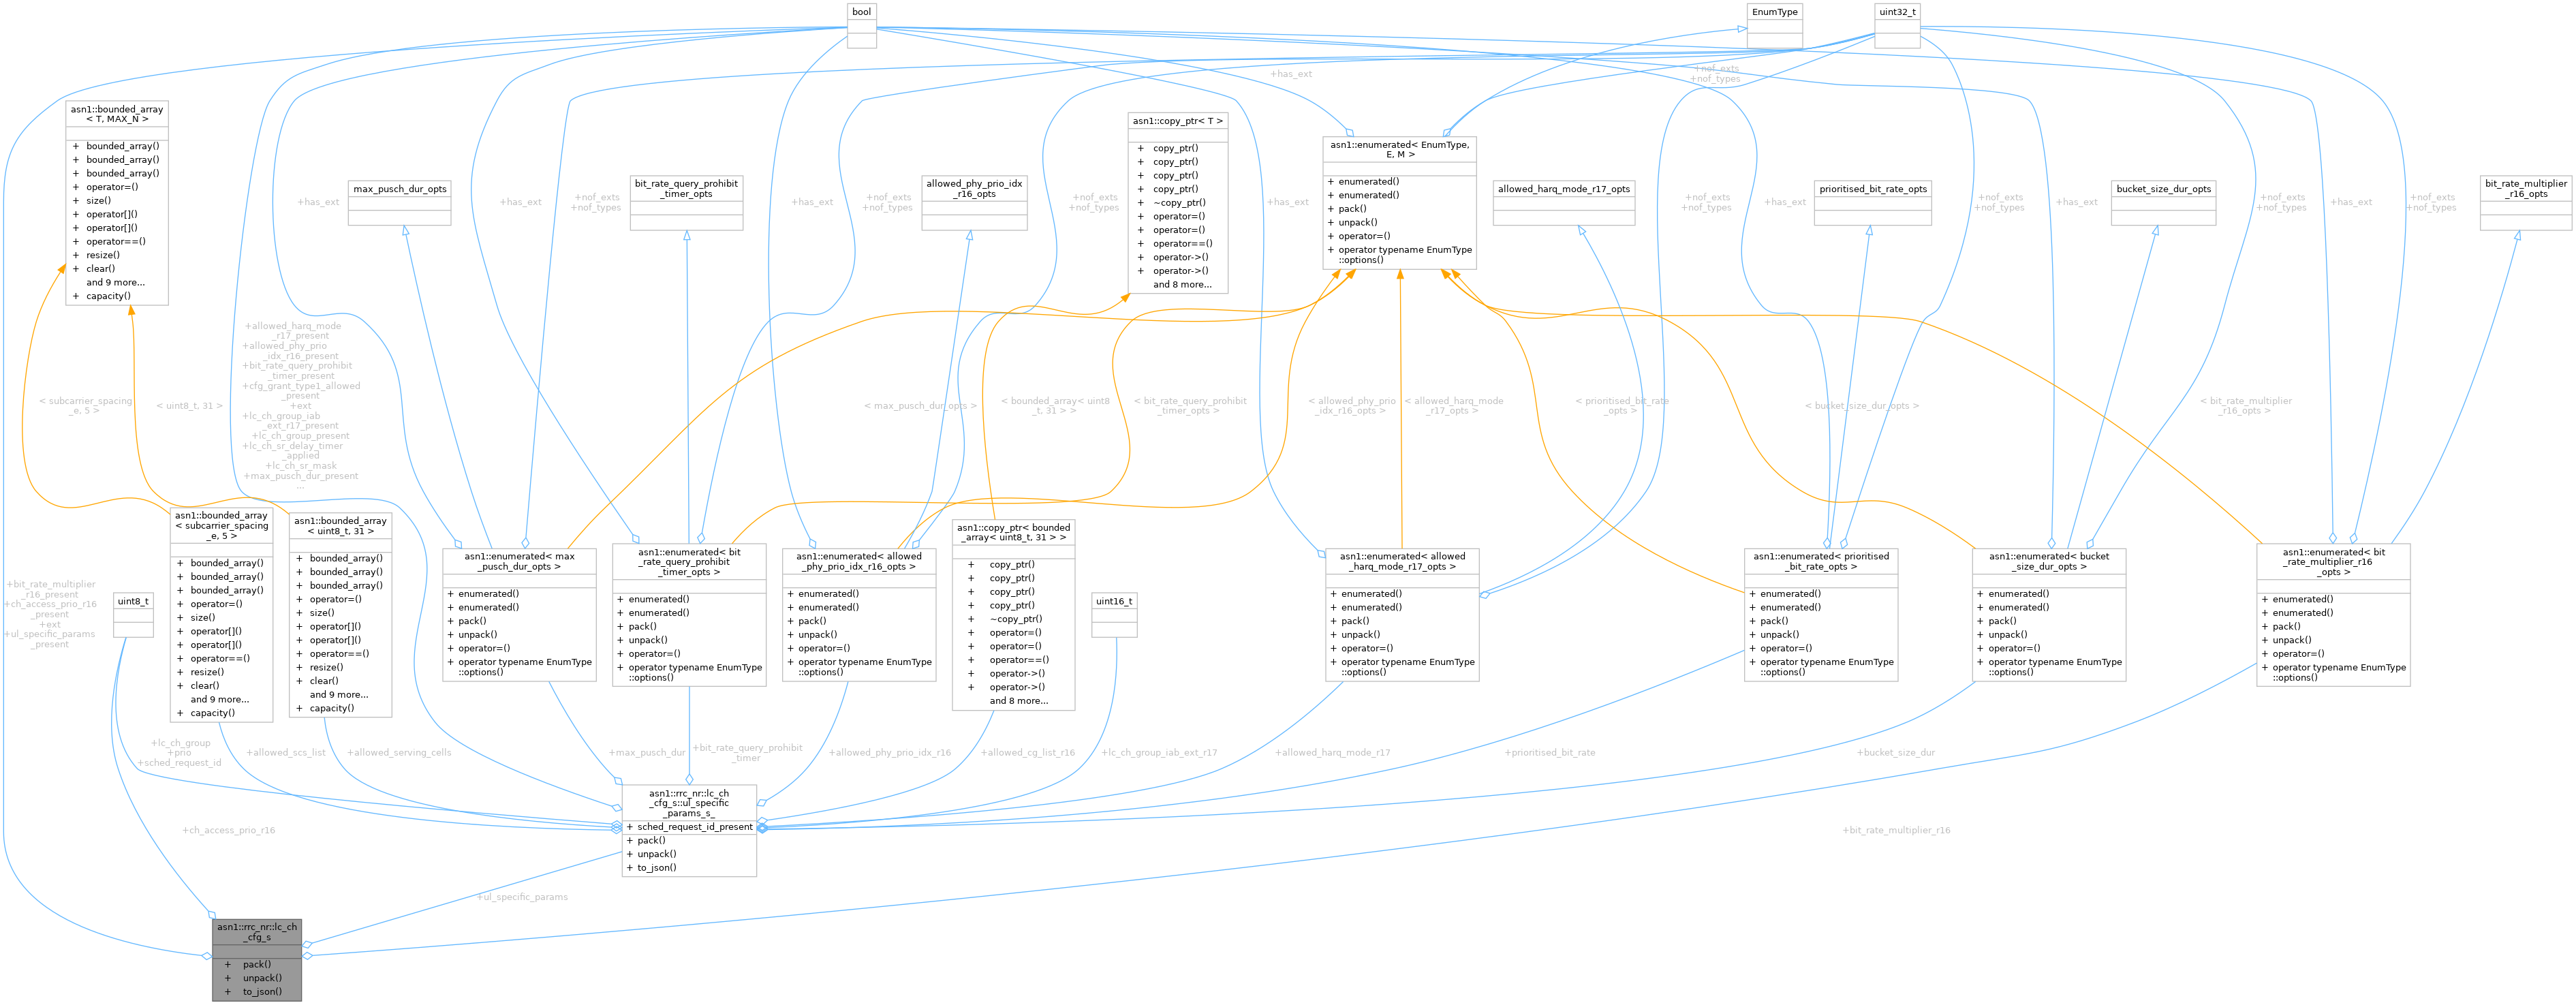 bool
EnumType
uint32_t
+has_ext
+nof_exts
+nof_types
asn1::bounded_array
< T, MAX_N >
+ bounded_array()
+ bounded_array()
+ bounded_array()
+ operator=()
+ size()
+ operator[]()
+ operator[]()
+ operator==()
+ resize()
+ clear()
and 9 more...
+ capacity()
asn1::copy_ptr< T >
+ copy_ptr()
+ copy_ptr()
+ copy_ptr()
+ copy_ptr()
+ ~copy_ptr()
+ operator=()
+ operator=()
+ operator==()
+ operator->()
+ operator->()
and 8 more...
asn1::enumerated< EnumType,
E, M >
+ enumerated()
+ enumerated()
+ pack()
+ unpack()
+ operator=()
+ operator typename EnumType
::options()
max_pusch_dur_opts
bit_rate_query_prohibit
_timer_opts
allowed_phy_prio_idx
_r16_opts
allowed_harq_mode_r17_opts
prioritised_bit_rate_opts
bucket_size_dur_opts
bit_rate_multiplier
_r16_opts
+has_ext
+has_ext
+nof_exts
+nof_types
+has_ext
+nof_exts
+nof_types
+nof_exts
+nof_types
+has_ext
+nof_exts
+nof_types
+has_ext
+nof_exts
+nof_types
+has_ext
+nof_exts
+nof_types
+has_ext
+nof_exts
+nof_types
+allowed_harq_mode
_r17_present
+allowed_phy_prio
_idx_r16_present
+bit_rate_query_prohibit
_timer_present
+cfg_grant_type1_allowed
_present
+ext
+lc_ch_group_iab
_ext_r17_present
+lc_ch_group_present
+lc_ch_sr_delay_timer
_applied
+lc_ch_sr_mask
+max_pusch_dur_present
...
< subcarrier_spacing
_e, 5 >
< uint8_t, 31 >
< max_pusch_dur_opts >
< bounded_array< uint8
_t, 31 > >
< bit_rate_query_prohibit
_timer_opts >
< allowed_phy_prio
_idx_r16_opts >
< allowed_harq_mode
_r17_opts >
< prioritised_bit_rate
_opts >
< bucket_size_dur_opts >
< bit_rate_multiplier
_r16_opts >
+bit_rate_multiplier
_r16_present
+ch_access_prio_r16
_present
+ext
+ul_specific_params
_present
uint8_t
asn1::bounded_array
< subcarrier_spacing
_e, 5 >
+ bounded_array()
+ bounded_array()
+ bounded_array()
+ operator=()
+ size()
+ operator[]()
+ operator[]()
+ operator==()
+ resize()
+ clear()
and 9 more...
+ capacity()
asn1::bounded_array
< uint8_t, 31 >
+ bounded_array()
+ bounded_array()
+ bounded_array()
+ operator=()
+ size()
+ operator[]()
+ operator[]()
+ operator==()
+ resize()
+ clear()
and 9 more...
+ capacity()
asn1::enumerated< max
_pusch_dur_opts >
+ enumerated()
+ enumerated()
+ pack()
+ unpack()
+ operator=()
+ operator typename EnumType
::options()
asn1::enumerated< bit
_rate_query_prohibit
_timer_opts >
+ enumerated()
+ enumerated()
+ pack()
+ unpack()
+ operator=()
+ operator typename EnumType
::options()
asn1::enumerated< allowed
_phy_prio_idx_r16_opts >
+ enumerated()
+ enumerated()
+ pack()
+ unpack()
+ operator=()
+ operator typename EnumType
::options()
asn1::copy_ptr< bounded
_array< uint8_t, 31 > >
+ copy_ptr()
+ copy_ptr()
+ copy_ptr()
+ copy_ptr()
+ ~copy_ptr()
+ operator=()
+ operator=()
+ operator==()
+ operator->()
+ operator->()
and 8 more...
uint16_t
asn1::enumerated< allowed
_harq_mode_r17_opts >
+ enumerated()
+ enumerated()
+ pack()
+ unpack()
+ operator=()
+ operator typename EnumType
::options()
asn1::enumerated< prioritised
_bit_rate_opts >
+ enumerated()
+ enumerated()
+ pack()
+ unpack()
+ operator=()
+ operator typename EnumType
::options()
asn1::enumerated< bucket
_size_dur_opts >
+ enumerated()
+ enumerated()
+ pack()
+ unpack()
+ operator=()
+ operator typename EnumType
::options()
asn1::enumerated< bit
_rate_multiplier_r16
_opts >
+ enumerated()
+ enumerated()
+ pack()
+ unpack()
+ operator=()
+ operator typename EnumType
::options()
+lc_ch_group
+prio
+sched_request_id
+allowed_scs_list
+allowed_serving_cells
+max_pusch_dur
+bit_rate_query_prohibit
_timer
+allowed_phy_prio_idx_r16
+allowed_cg_list_r16
+lc_ch_group_iab_ext_r17
+allowed_harq_mode_r17
+prioritised_bit_rate
+bucket_size_dur
asn1::rrc_nr::lc_ch
_cfg_s::ul_specific
_params_s_
+ sched_request_id_present
+ pack()
+ unpack()
+ to_json()
+ch_access_prio_r16
+bit_rate_multiplier_r16
+ul_specific_params
asn1::rrc_nr::lc_ch
_cfg_s
+ pack()
+ unpack()
+ to_json()